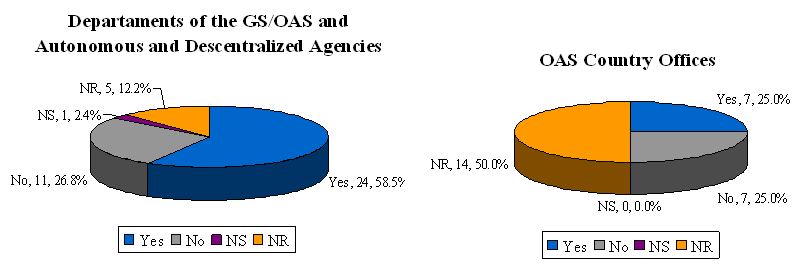 Departaments of the GS/OAS and
Autonomous and Descentralized Agencies
NR, 5, 12.2%
NS, 1, 2.4%
No, 11, 26.8%
Yes, 24, 58.5%
Yes No NS NR
OAS Country Offices
Yes, 7, 25.0%
NR, 14, 50.0%
No, 7, 25.0%
NS, 0, 0.0%
Yes No NS NR